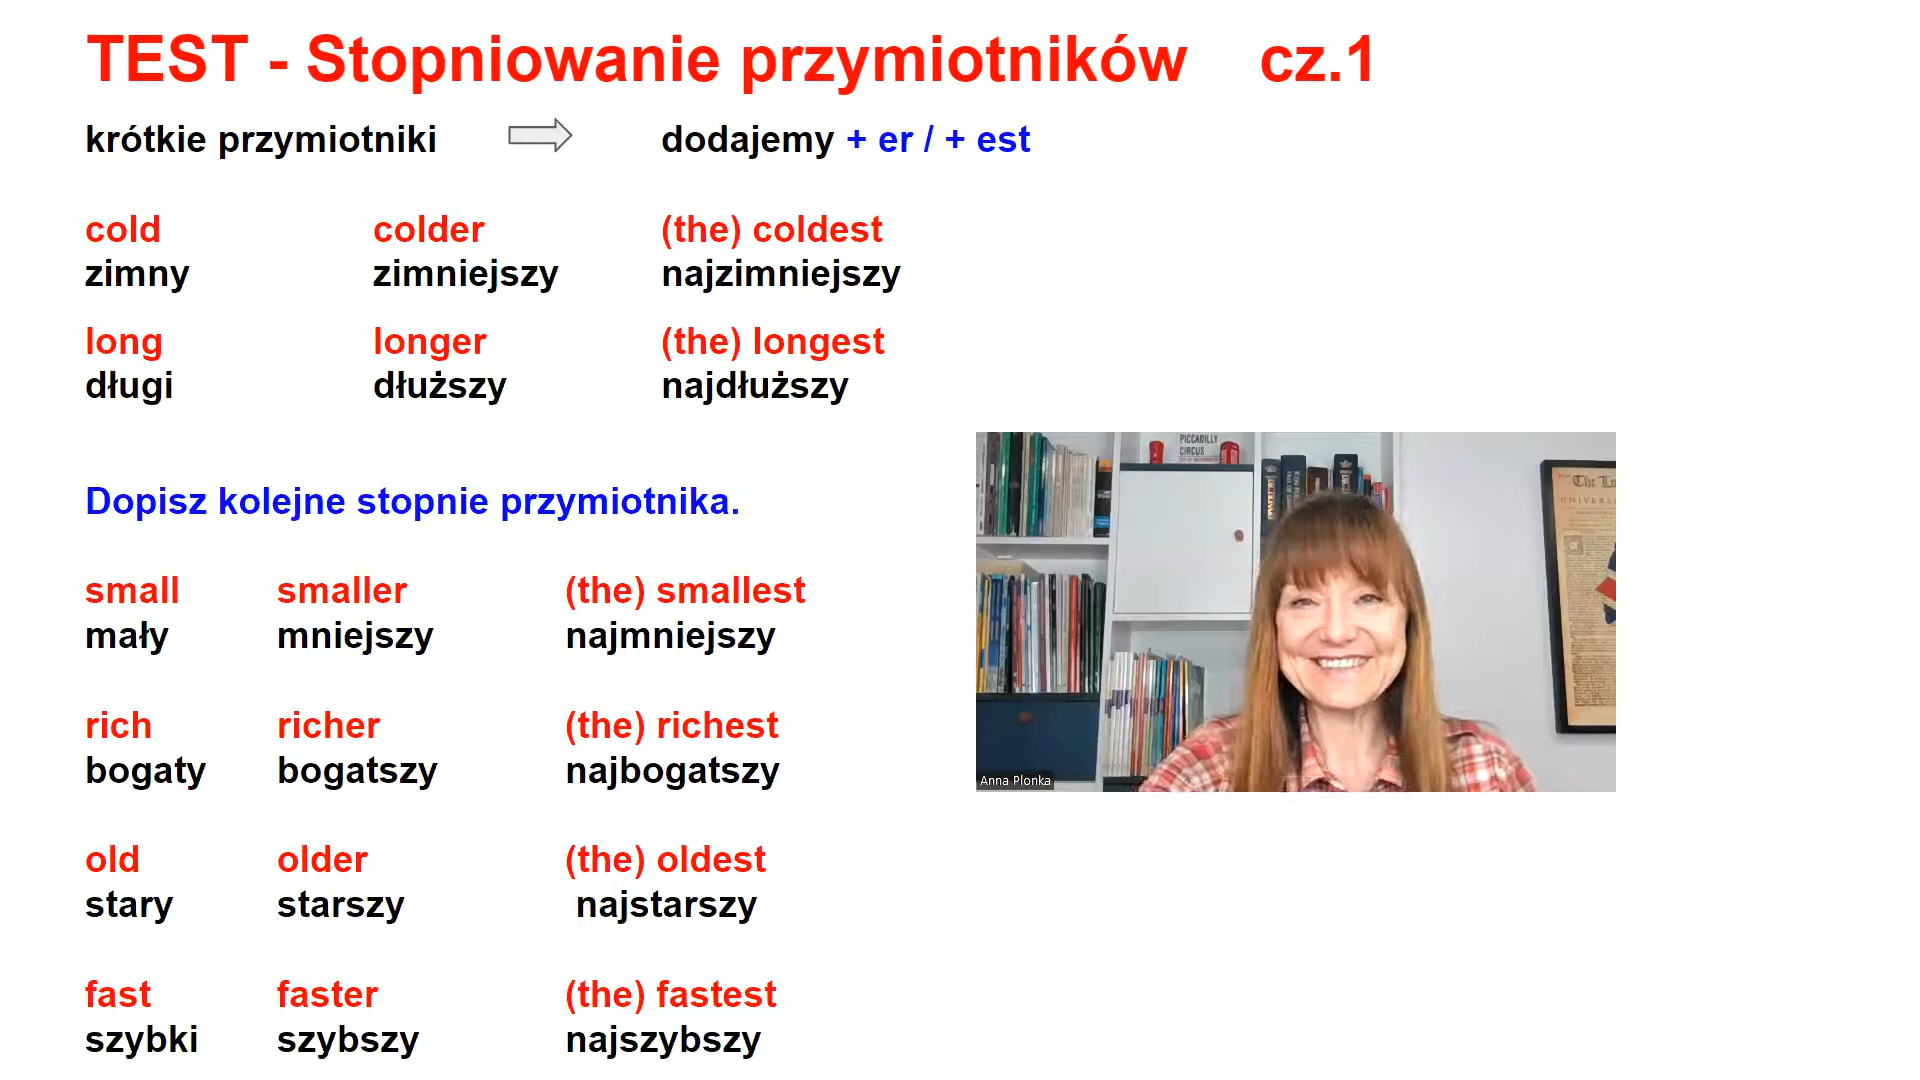 TEST - Stopniowanie przymiotników cz.1
krótkie przymiotniki dodajemy + er / + est
cold colder (the) coldest
zimny zimniejszy najzimniejszy
long longer (the) longest
długi dłuższy najdłuższy
Dopisz kolejne stopnie przymiotnika.
small smaller (the) smallest
mały mniejszy najmniejszy
rich richer (the) richest
bogaty bogatszy najbogatszy
old older (the) oldest
stary starszy najstarszy
fast faster (the) fastest
szybki szybszy najszybszy
PICCADILLY
CIRCUS
Anna Plonka